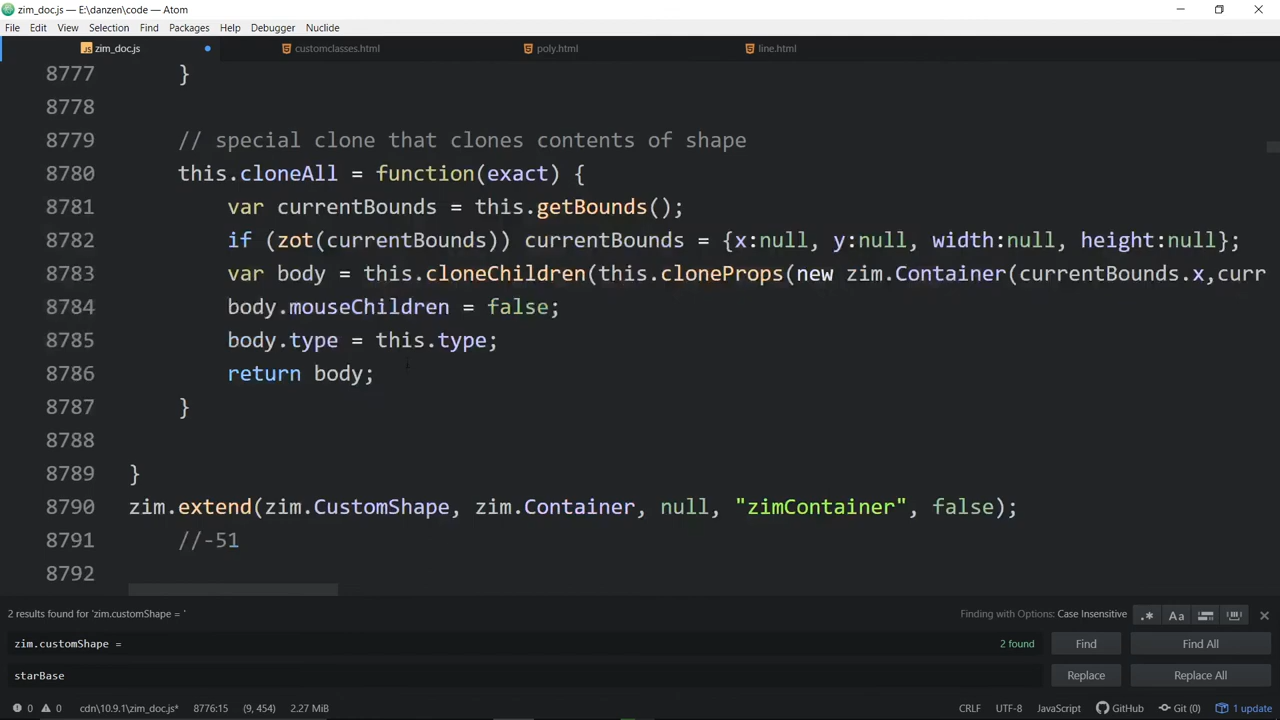 zim_doc.js — E:\danzen\code — Atom
File Edit View Selection Find Packages Help Debugger Nuclide
zim_doc.js customclasses.html poly.html line.html
8777 }
8778
8779 // special clone that clones contents of shape
8780 this.cloneAll = function(exact) {
8781 var currentBounds = this.getBounds();
8782 if (zot(currentBounds)) currentBounds = {x:null, y:null, width:null, height:null};
8783 var body = this.cloneChildren(this.cloneProps(new zim.Container(currentBounds.x,curr
8784 body.mouseChildren = false;
8785 body.type = this.type;
8786 return body;
8787 }
8788
8789 }
8790 zim.extend(zim.CustomShape, zim.Container, null, "zimContainer", false);
8791 //-51
8792
2 results found for 'zim.customShape = ' Finding with Options: Case Insensitive .* Aa
zim.customShape = 2 found Find Find All
starBase Replace Replace All
0 0 cdn\10.9.1\zim_doc.js* 8776:15 (9, 454) 2.27 MiB CRLF UTF-8 JavaScript GitHub Git (0) 1 update